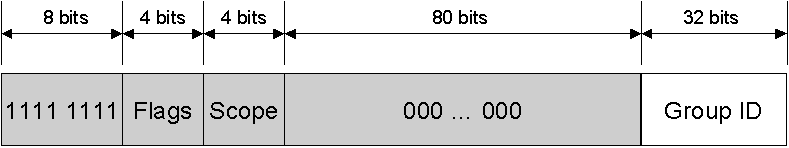 8 bits 4 bits 4 bits 80 bits 32 bits
1111 1111 Flags Scope 000 ... 000 Group ID